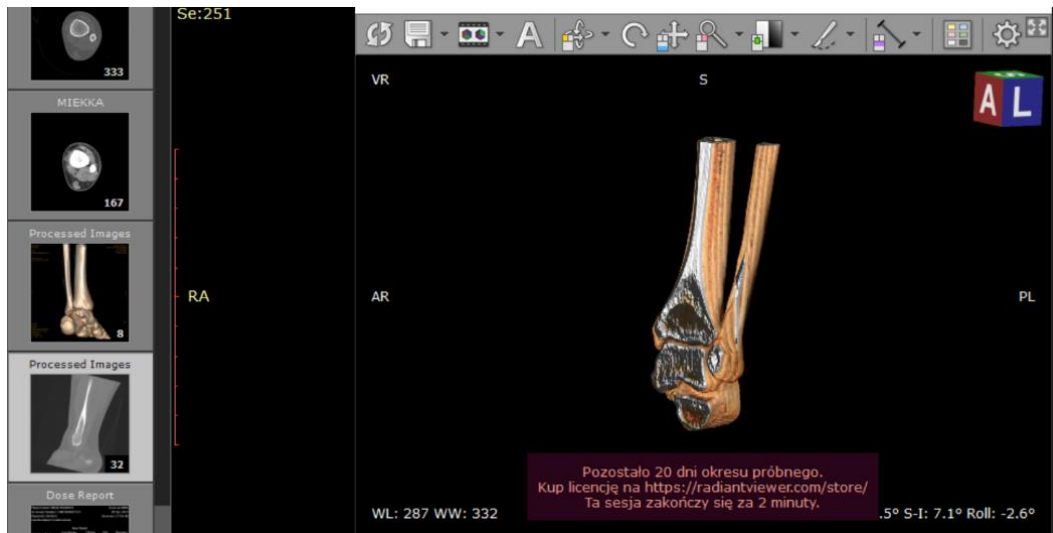 Se:251
333
MIEKKA
167
Processed Images
8
Processed Images
32
Dose Report
RA
A
VR
S
A L
AR
PL
Pozostało 20 dni okresu próbnego.
Kup licencję na https://radiantviewer.com/store/
Ta sesja zakończy się za 2 minuty.
WL: 287 WW: 332
.5° S-I: 7.1° Roll: -2.6°